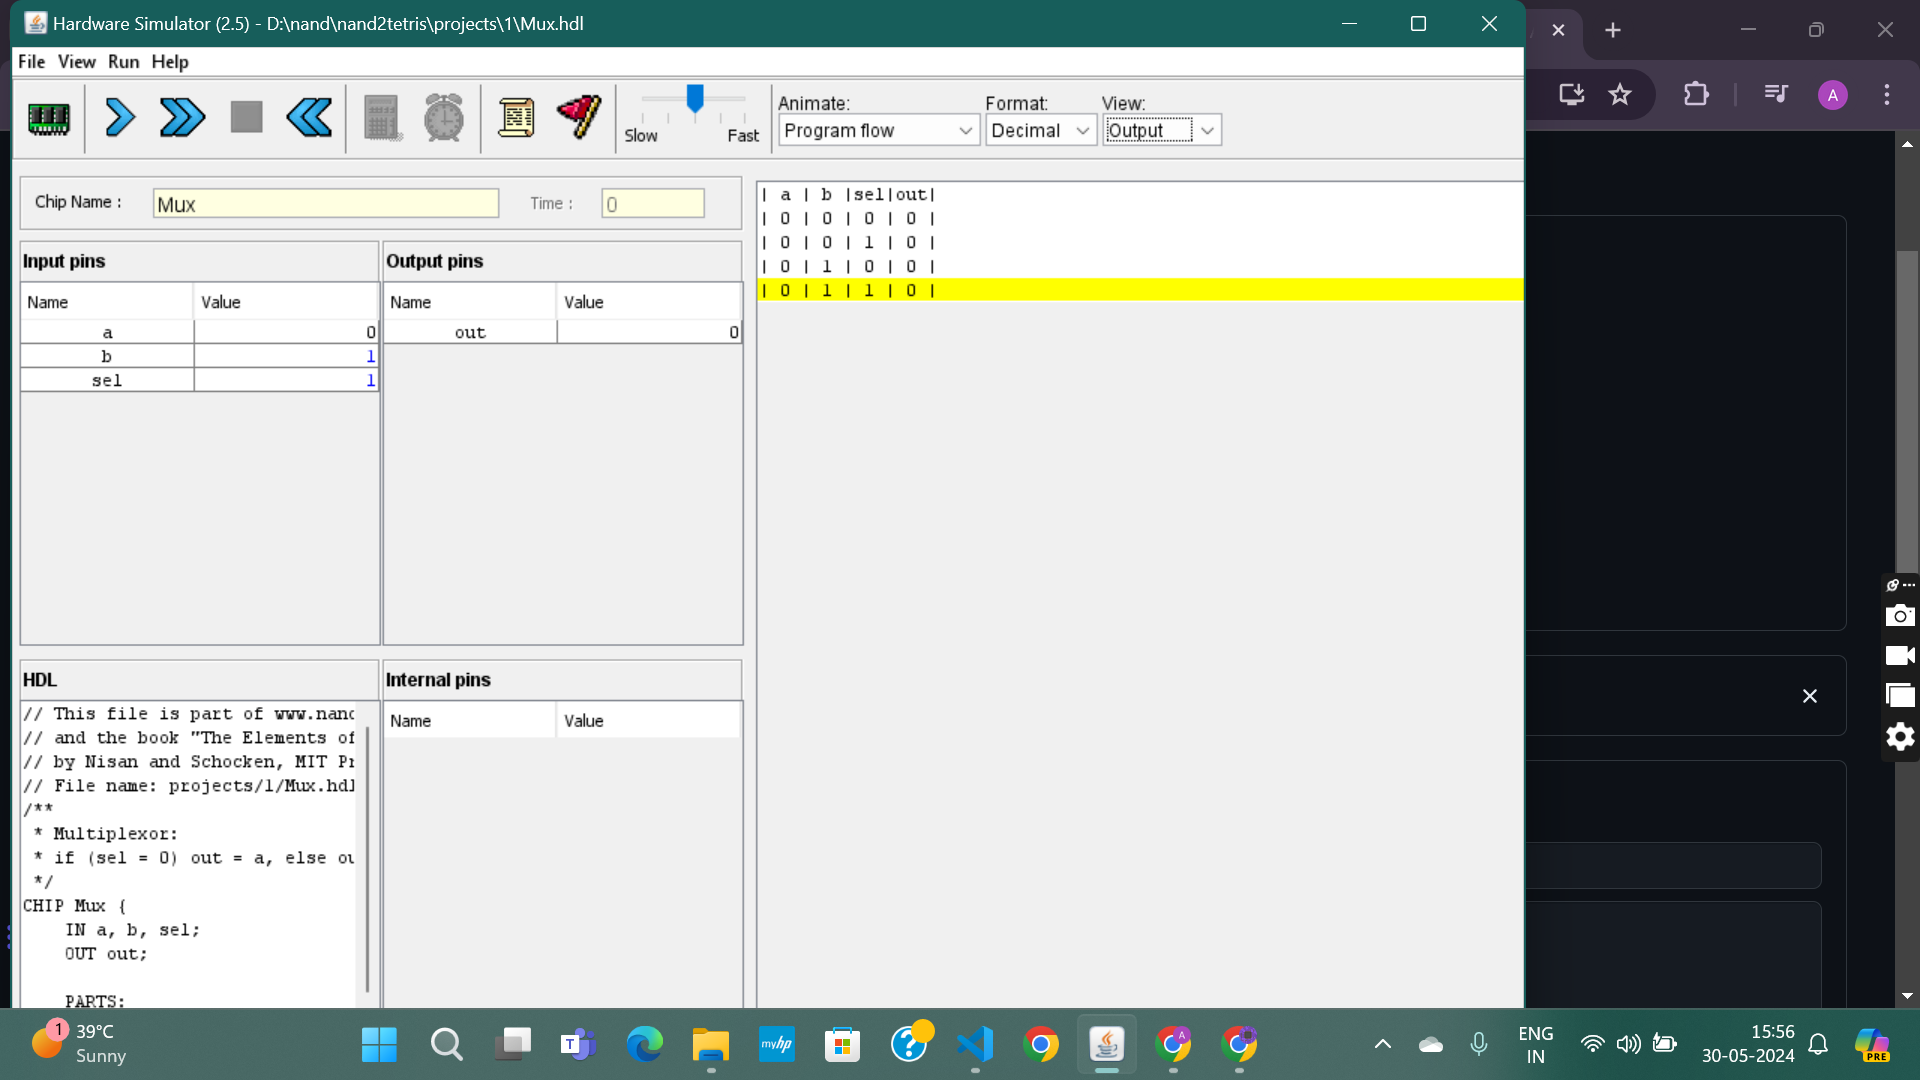 Hardware Simulator (2.5) - D:\nand\nand2tetris\projects\1\Mux.hdl
File View Run Help
Slow Fast
Animate: Format: View:
Program flow Decimal Output
A
Chip Name : Mux Time : 0
Input pins
Name Value
a 0
b 1
sel 1
Output pins
Name Value
out 0
| a | b |sel|out|
| 0 | 0 | 0 | 0 |
| 0 | 0 | 1 | 0 |
| 0 | 1 | 0 | 0 |
| 0 | 1 | 1 | 0 |
HDL
// This file is part of www.nand
// and the book "The Elements of
// by Nisan and Schocken, MIT Pr
// File name: projects/1/Mux.hdl
/**
* Multiplexor:
* if (sel = 0) out = a, else ou
*/
CHIP Mux {
IN a, b, sel;
OUT out;
PARTS:
Internal pins
Name Value
1
39°C
Sunny
T
myhp
?
A
ENG
IN
15:56
30-05-2024
PRE